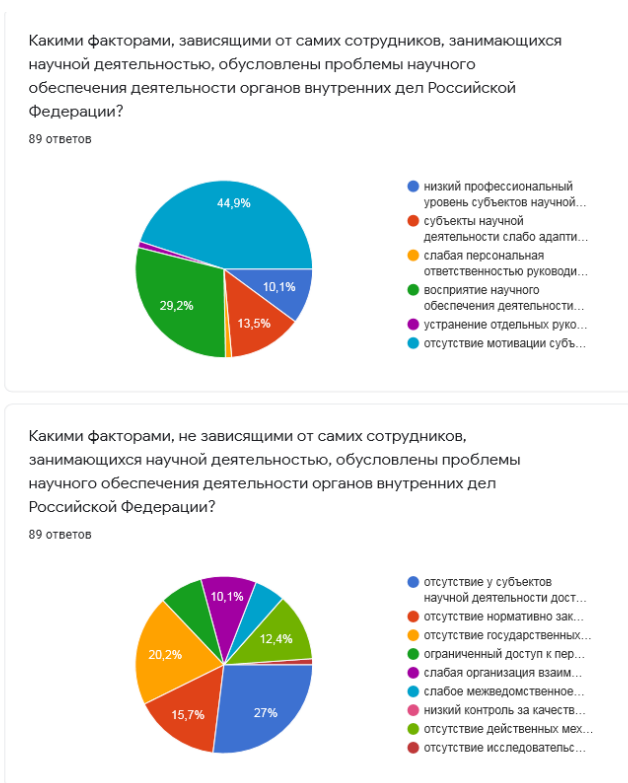 Какими факторами, зависящими от самих сотрудников, занимающихся
научной деятельностью, обусловлены проблемы научного
обеспечения деятельности органов внутренних дел Российской
Федерации?
89 ответов
44,9%
10,1%
13,5%
29,2%
низкий профессиональный
уровень субъектов научной…
субъекты научной
деятельности слабо адапти…
слабая персональная
ответственностью руководи…
восприятие научного
обеспечения деятельности…
устранение отдельных руко…
отсутствие мотивации субъ…
Какими факторами, не зависящими от самих сотрудников,
занимающихся научной деятельностью, обусловлены проблемы
научного обеспечения деятельности органов внутренних дел
Российской Федерации?
89 ответов
10,1%
12,4%
20,2%
15,7%
27%
отсутствие у субъектов
научной деятельности дост…
отсутствие нормативно зак…
отсутствие государственных…
ограниченный доступ к пер…
слабая организация взаим…
слабое межведомственное…
низкий контроль за качеств…
отсутствие действенных мех…
отсутствие исследовательс…